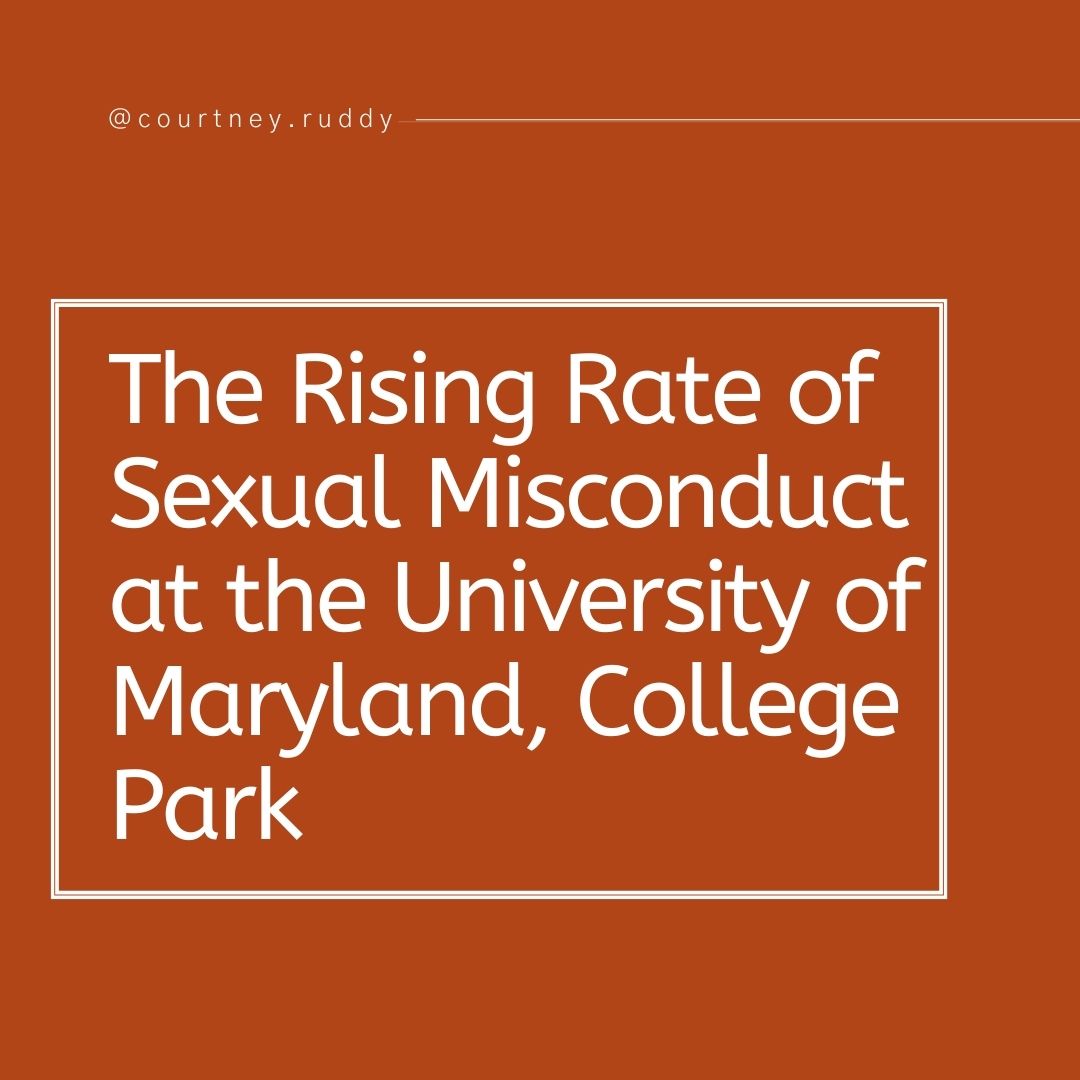 @courtney.ruddy
The Rising Rate of
Sexual Misconduct
at the University of
Maryland, College
Park